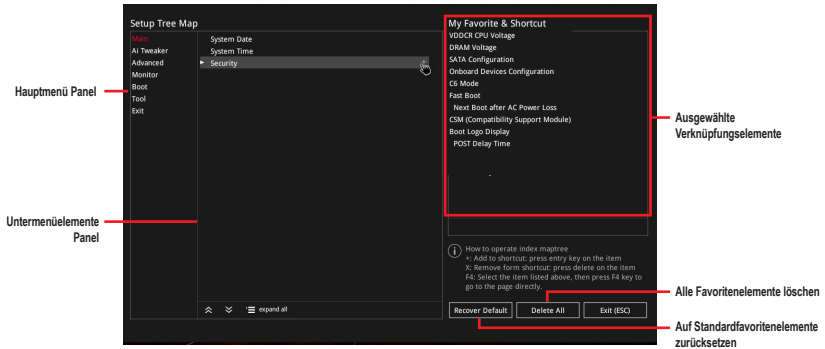 Setup Tree Map
Main
Ai Tweaker
Advanced
Monitor
Boot
Tool
Exit
System Date
System Time
Security
expand all
My Favorite & Shortcut
VDDCR CPU Voltage
DRAM Voltage
SATA Configuration
Onboard Devices Configuration
C6 Mode
Fast Boot
Next Boot after AC Power Loss
CSM (Compatibility Support Module)
Boot Logo Display
POST Delay Time
How to operate index maptree
+: Add to shortcut: press entry key on the item
X: Remove form shortcut: press delete on the item
F4: Select the item listed above, then press F4 key to
go to the page directly.
Recover Default
Delete All
Exit (ESC)
Hauptmenü Panel
Untermenüelemente
Panel
Ausgewählte
Verknüpfungselemente
Alle Favoritenelemente löschen
Auf Standardfavoritenelemente
zurücksetzen